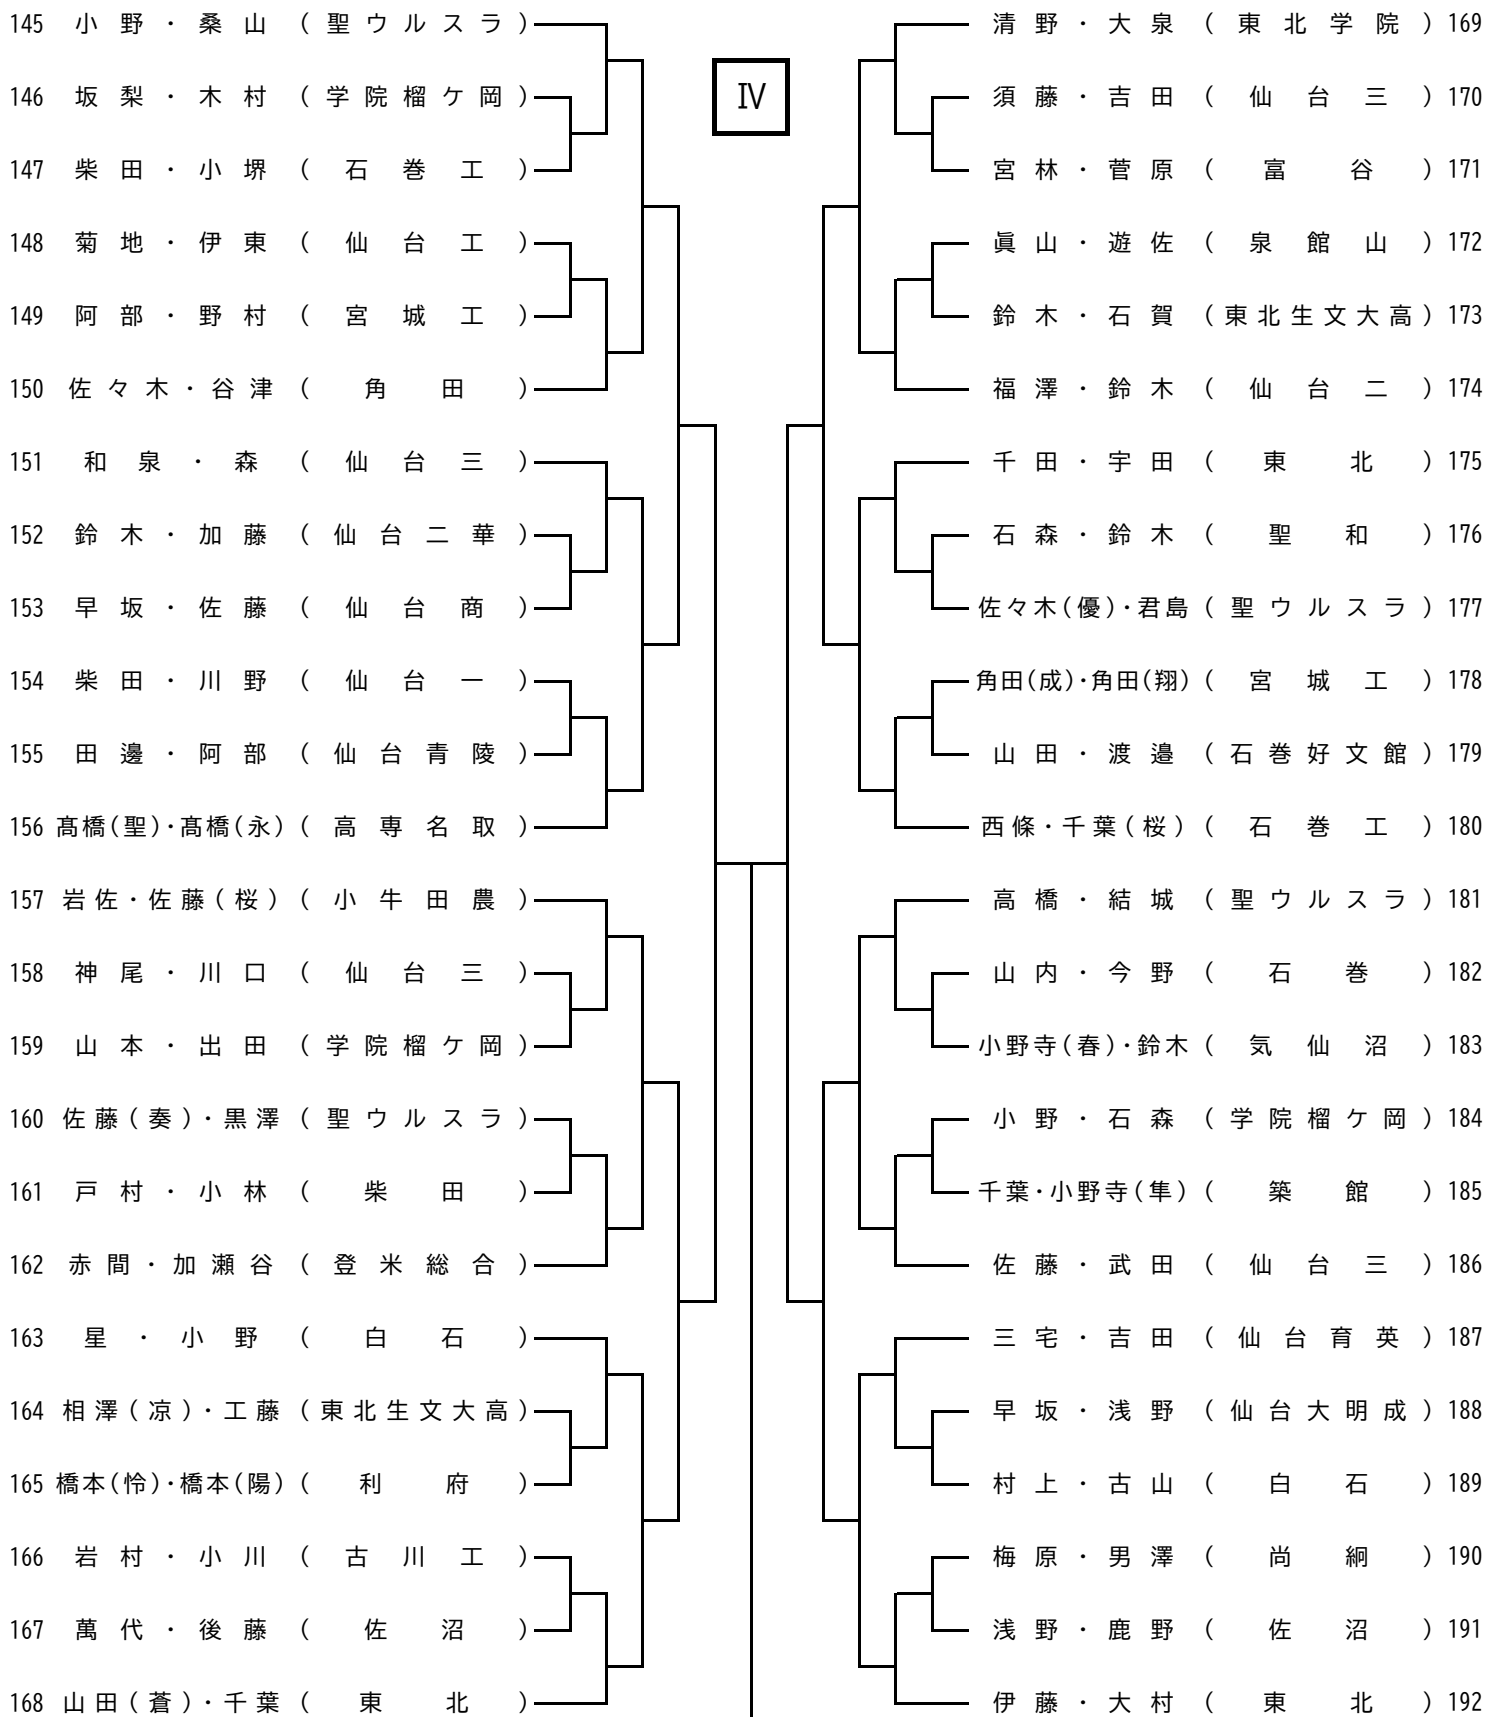 Ⅳ
145 小野・桑山 (聖ウルスラ)
146 坂梨・木村 (学院榴ケ岡)
147 柴田・小堺 (石巻工)
148 菊地・伊東 (仙台工)
149 阿部・野村 (宮城工)
150 佐々木・谷津 (角田)
151 和泉・森 (仙台三)
152 鈴木・加藤 (仙台二華)
153 早坂・佐藤 (仙台商)
154 柴田・川野 (仙台一)
155 田邊・阿部 (仙台青陵)
156 髙橋(聖)・髙橋(永) (高専名取)
157 岩佐・佐藤(桜) (小牛田農)
158 神尾・川口 (仙台三)
159 山本・出田 (学院榴ケ岡)
160 佐藤(奏)・黒澤 (聖ウルスラ)
161 戸村・小林 (柴田)
162 赤間・加瀬谷 (登米総合)
163 星・小野 (白石)
164 相澤(凉)・工藤 (東北生文大高)
165 橋本(怜)・橋本(陽) (利府)
166 岩村・小川 (古川工)
167 萬代・後藤 (佐沼)
168 山田(蒼)・千葉 (東北)
清野・大泉 (東北学院) 169
須藤・吉田 (仙台三) 170
宮林・菅原 (富谷) 171
眞山・遊佐 (泉館山) 172
鈴木・石賀 (東北生文大高) 173
福澤・鈴木 (仙台二) 174
千田・宇田 (東北) 175
石森・鈴木 (聖和) 176
佐々木(優)・君島 (聖ウルスラ) 177
角田(成)・角田(翔) (宮城工) 178
山田・渡邉 (石巻好文館) 179
西條・千葉(桜) (石巻工) 180
高橋・結城 (聖ウルスラ) 181
山内・今野 (石巻) 182
小野寺(春)・鈴木 (気仙沼) 183
小野・石森 (学院榴ケ岡) 184
千葉・小野寺(隼) (築館) 185
佐藤・武田 (仙台三) 186
三宅・吉田 (仙台育英) 187
早坂・浅野 (仙台大明成) 188
村上・古山 (白石) 189
梅原・男澤 (尚絅) 190
浅野・鹿野 (佐沼) 191
伊藤・大村 (東北) 192